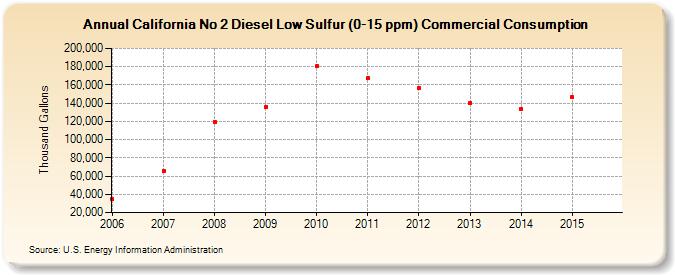 Annual California No 2 Diesel Low Sulfur (0-15 ppm) Commercial Consumption
Thousand Gallons
200,000
180,000
160,000
140,000
120,000
100,000
80,000
60,000
40,000
20,000
2006 2007 2008 2009 2010 2011 2012 2013 2014 2015
Source: U.S. Energy Information Administration